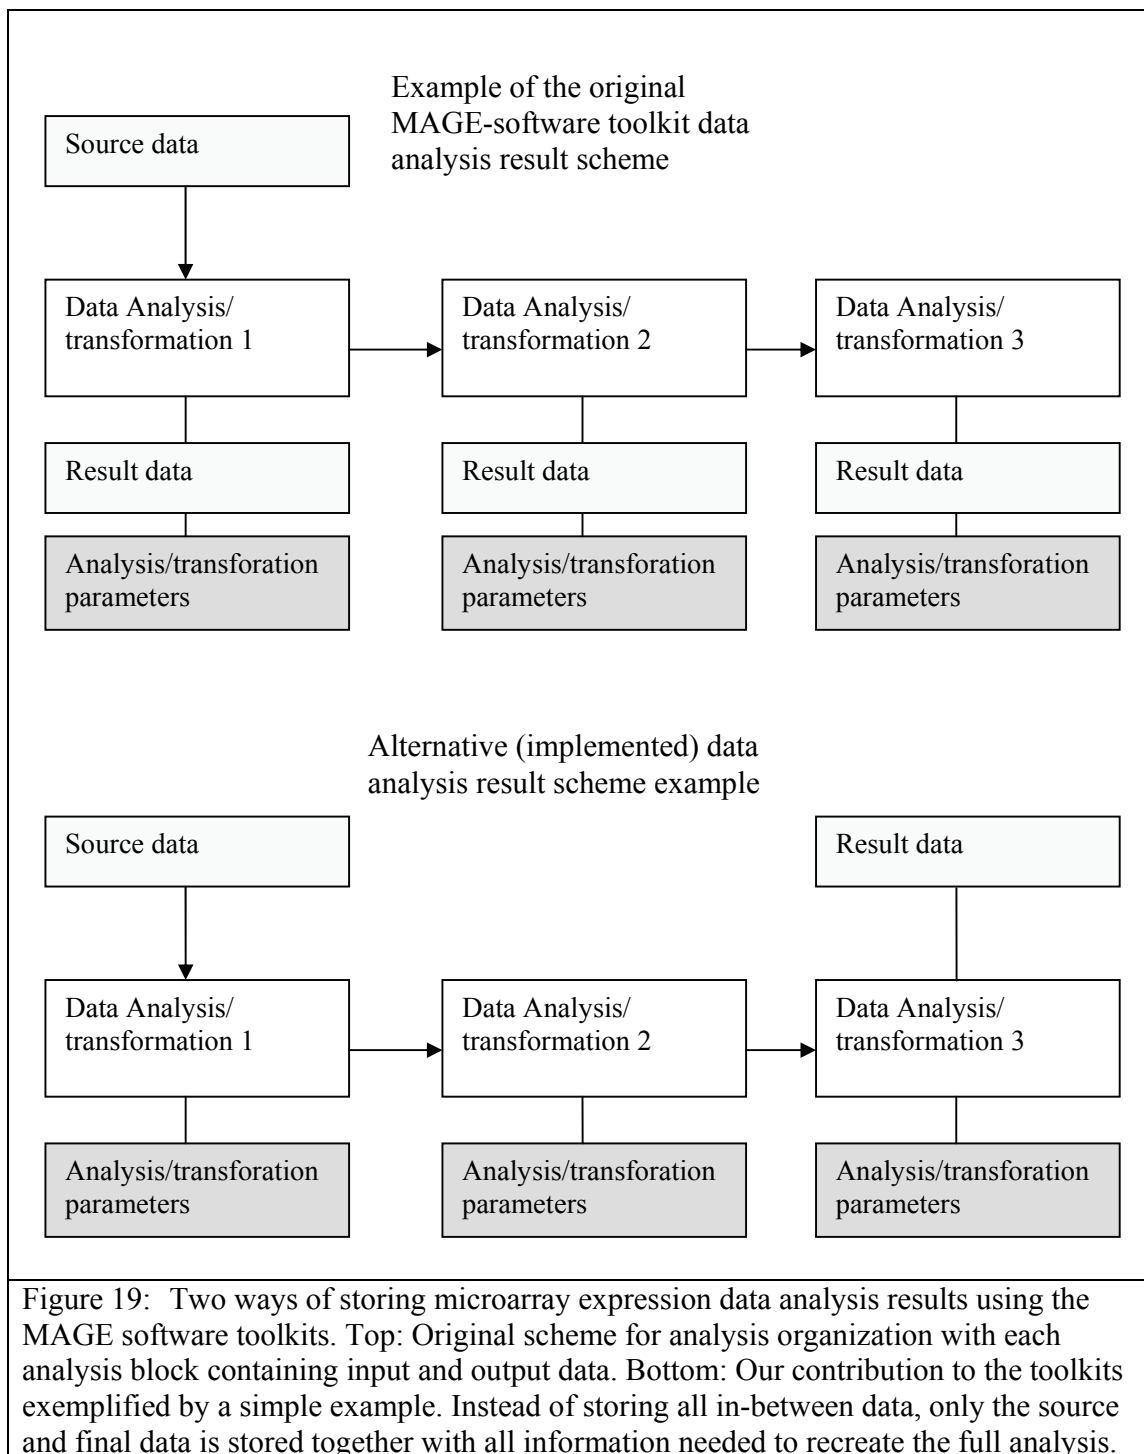 Example of the original
MAGE-software toolkit data
analysis result scheme
Source data
Data Analysis/
transformation 1
Data Analysis/
transformation 2
Data Analysis/
transformation 3
Result data
Result data
Result data
Analysis/transforation
parameters
Analysis/transforation
parameters
Analysis/transforation
parameters
Alternative (implemented) data
analysis result scheme example
Source data
Result data
Data Analysis/
transformation 1
Data Analysis/
transformation 2
Data Analysis/
transformation 3
Analysis/transforation
parameters
Analysis/transforation
parameters
Analysis/transforation
parameters
Figure 19: Two ways of storing microarray expression data analysis results using the
MAGE software toolkits. Top: Original scheme for analysis organization with each
analysis block containing input and output data. Bottom: Our contribution to the toolkits
exemplified by a simple example. Instead of storing all in-between data, only the source
and final data is stored together with all information needed to recreate the full analysis.